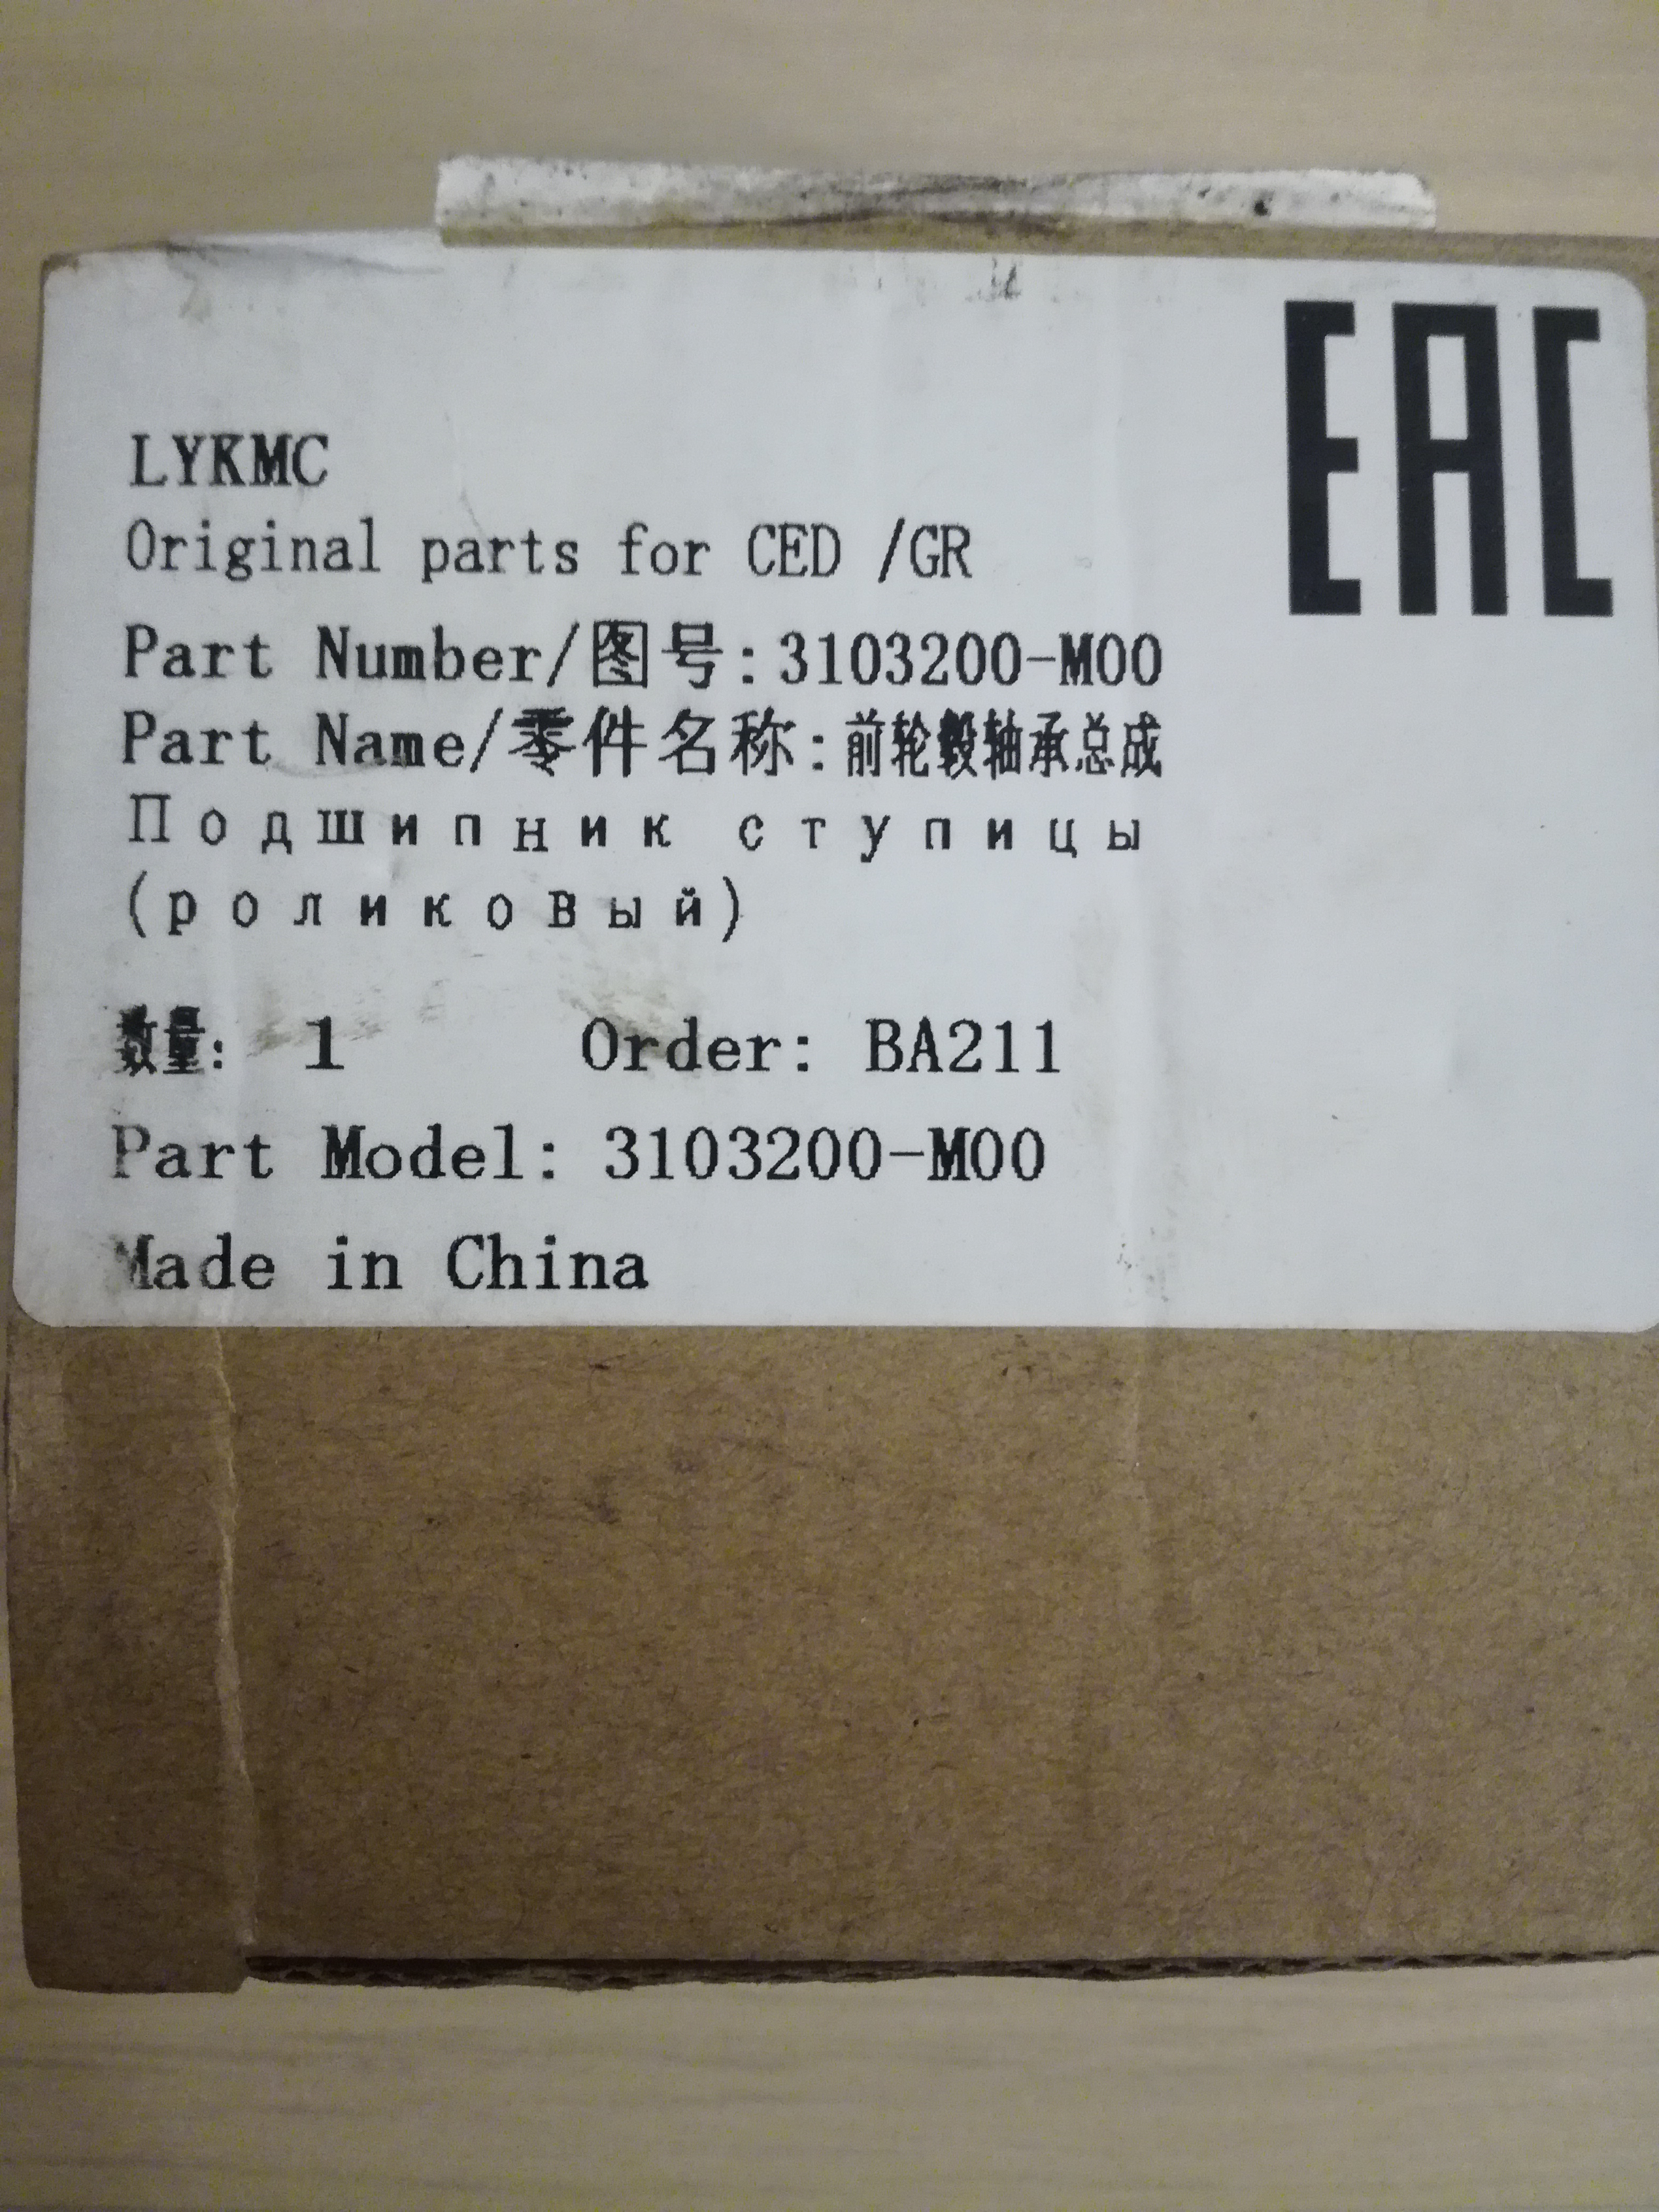 EAC
LYKMC
Original parts for CED /GR
Part Number/图号:3103200-M00
Part Name/零件名称:前轮毂轴承总成
Подшипник ступицы
(роликовый)
数量: 1 Order: BA211
Part Model: 3103200-M00
Made in China